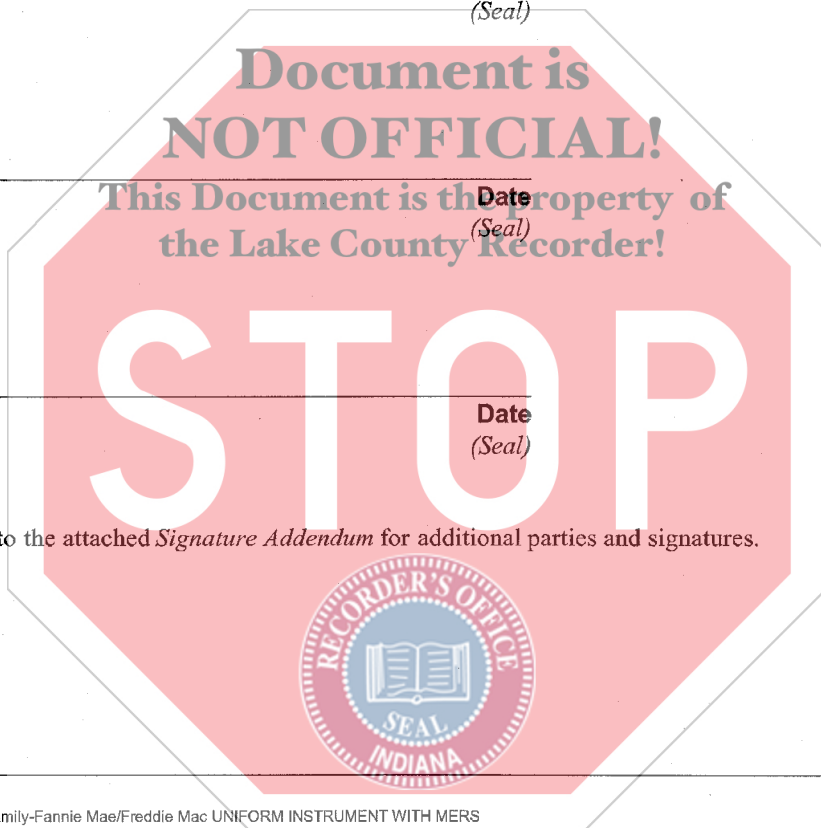 (Seal)
Document is
NOT OFFICIAL!
Date
This Document is the property of
(Seal)
the Lake County Recorder!
STOP
Date
(Seal)
to the attached Signature Addendum for additional parties and signatures.
RECORDER'S OFFICE
SEAL
INDIANA
mily-Fannie Mae/Freddie Mac UNIFORM INSTRUMENT WITH MERS